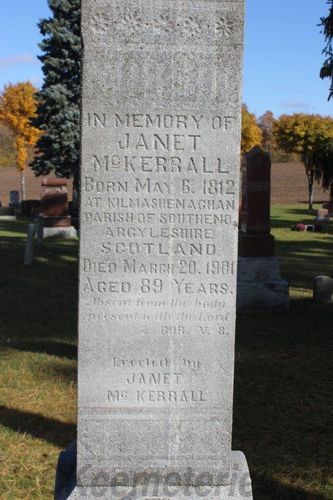 IN MEMORY OF
JANET
McKERRALL
BORN MAY 6. 1812
AT KILMASHENACHAN
PARISH OF SOUTHEND
ARGYLESHIRE
SCOTLAND
DIED MARCH 20. 1901
AGED 89 YEARS.
Absent from the body
present with the Lord
2 COR. V. 8.
Erected by
JANET
McKERRALL